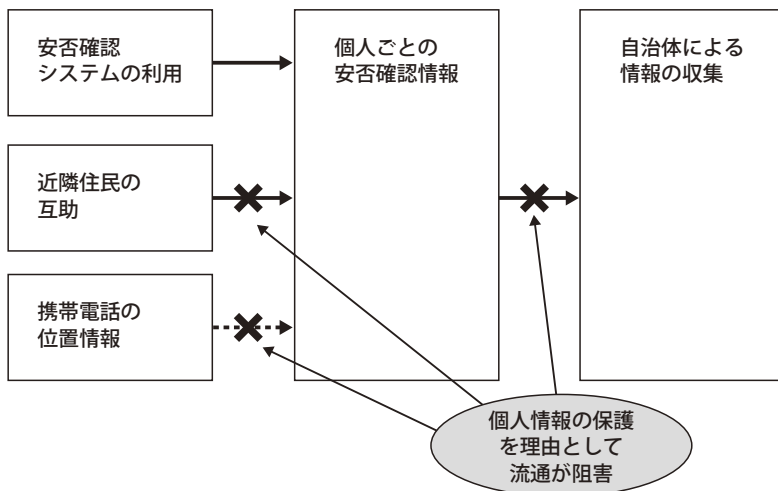 安否確認
システムの利用
個人ごとの
安否確認情報
自治体による
情報の収集
近隣住民の
互助
携帯電話の
位置情報
個人情報の保護
を理由として
流通が阻害